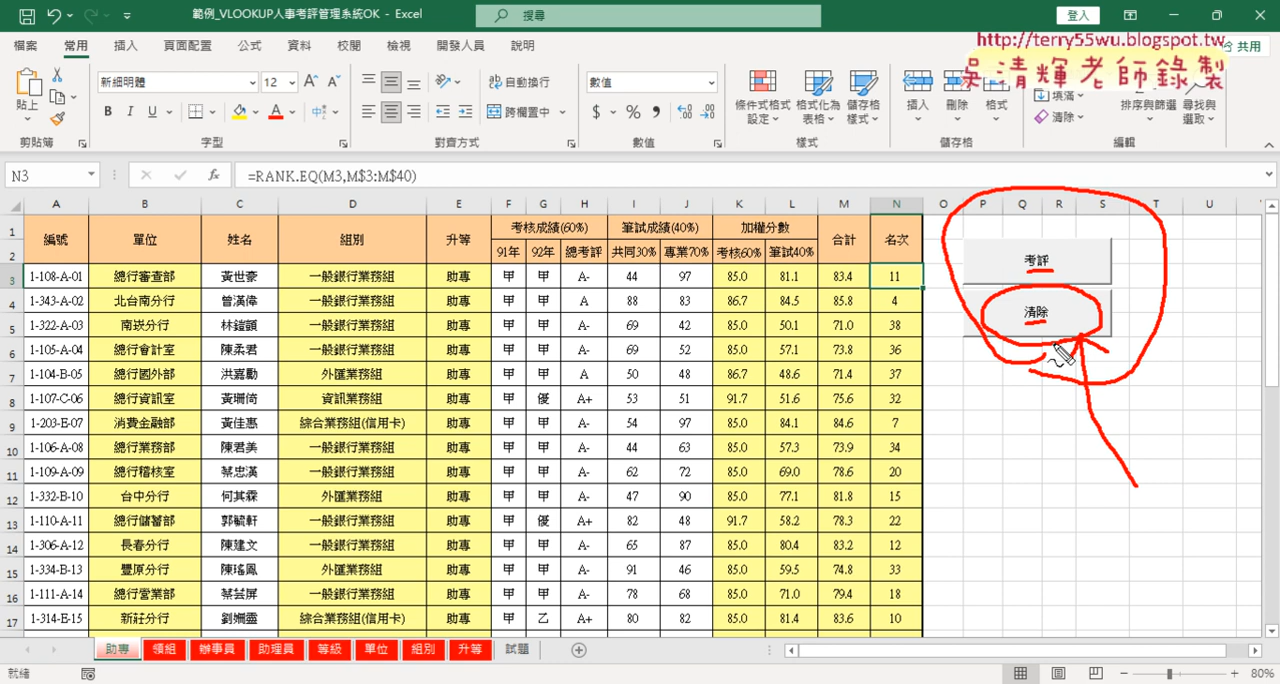 範例_VLOOKUP人事考評管理系統OK - Excel
搜尋
登入
http://terry55wu.blogspot.tw
吳清輝老師錄製
檔案 常用 插入 頁面配置 公式 資料 校閱 檢視 開發人員 說明 共用
貼上 新細明體 12 自動換行 數值
B I U 跨欄置中 $ % 條件式格式設定 格式化為表格 儲存格樣式 插入 刪除 格式 填滿 清除 排序與篩選 尋找與選取
剪貼簿 字型 對齊方式 數值 樣式 儲存格 編輯
N3 fx =RANK.EQ(M3,M$3:M$40)
A B C D E F G H I J K L M N O P Q R S T U
1 編號 單位 姓名 組別 升等 考核成績(60%) 筆試成績(40%) 加權分數 合計 名次
2 91年 92年 總考評 共同30% 專業70% 考核60% 筆試40%
3 1-108-A-01 總行審查部 黃世豪 一般銀行業務組 助專 甲 甲 A- 44 97 85.0 81.1 83.4 11
4 1-343-A-02 北台南分行 曾漢偉 一般銀行業務組 助專 甲 甲 A 88 83 86.7 84.5 85.8 4
5 1-322-A-03 南崁分行 林鎧顗 一般銀行業務組 助專 甲 甲 A- 69 42 85.0 50.1 71.0 38
6 1-105-A-04 總行會計室 陳柔君 一般銀行業務組 助專 甲 甲 A- 69 52 85.0 57.1 73.8 36
7 1-104-B-05 總行國外部 洪嘉勵 外匯業務組 助專 甲 甲 A 50 48 86.7 48.6 71.4 37
8 1-107-C-06 總行資訊室 黃珊倚 資訊業務組 助專 甲 優 A+ 53 51 91.7 51.6 75.6 32
9 1-203-E-07 消費金融部 黃佳惠 綜合業務組(信用卡) 助專 甲 甲 A- 54 97 85.0 84.1 84.6 7
10 1-106-A-08 總行業務部 陳君美 一般銀行業務組 助專 甲 甲 A- 44 63 85.0 57.3 73.9 34
11 1-109-A-09 總行稽核室 蔡忠漢 一般銀行業務組 助專 甲 甲 A- 62 72 85.0 69.0 78.6 20
12 1-332-B-10 台中分行 何其霖 外匯業務組 助專 甲 甲 A- 47 90 85.0 77.1 81.8 15
13 1-110-A-11 總行儲蓄部 郭毓軒 一般銀行業務組 助專 甲 優 A+ 82 48 91.7 58.2 78.3 22
14 1-306-A-12 長春分行 陳建文 一般銀行業務組 助專 甲 甲 A- 65 87 85.0 80.4 83.2 12
15 1-334-B-13 豐原分行 陳瑤鳳 外匯業務組 助專 甲 甲 A- 91 46 85.0 59.5 74.8 33
16 1-111-A-14 總行營業部 蔡芸屏 一般銀行業務組 助專 甲 甲 A- 78 68 85.0 71.0 79.4 18
17 1-314-E-15 新莊分行 劉姍靈 綜合業務組(信用卡) 助專 甲 乙 A+ 80 82 85.0 81.4 83.6 10
考評
清除
助專 領組 辦事員 助理員 等級 單位 組別 升等 試題
就緒 80%